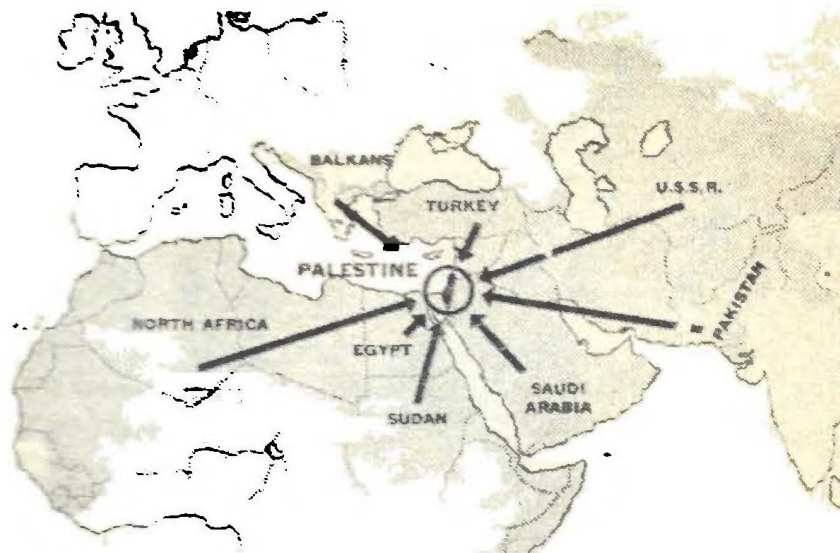 BALKANS
U.S.S.R.
TURKEY
PALESTINE
PAKISTAN
NORTH AFRICA
EGYPT
SAUDI
ARABIA
SUDAN